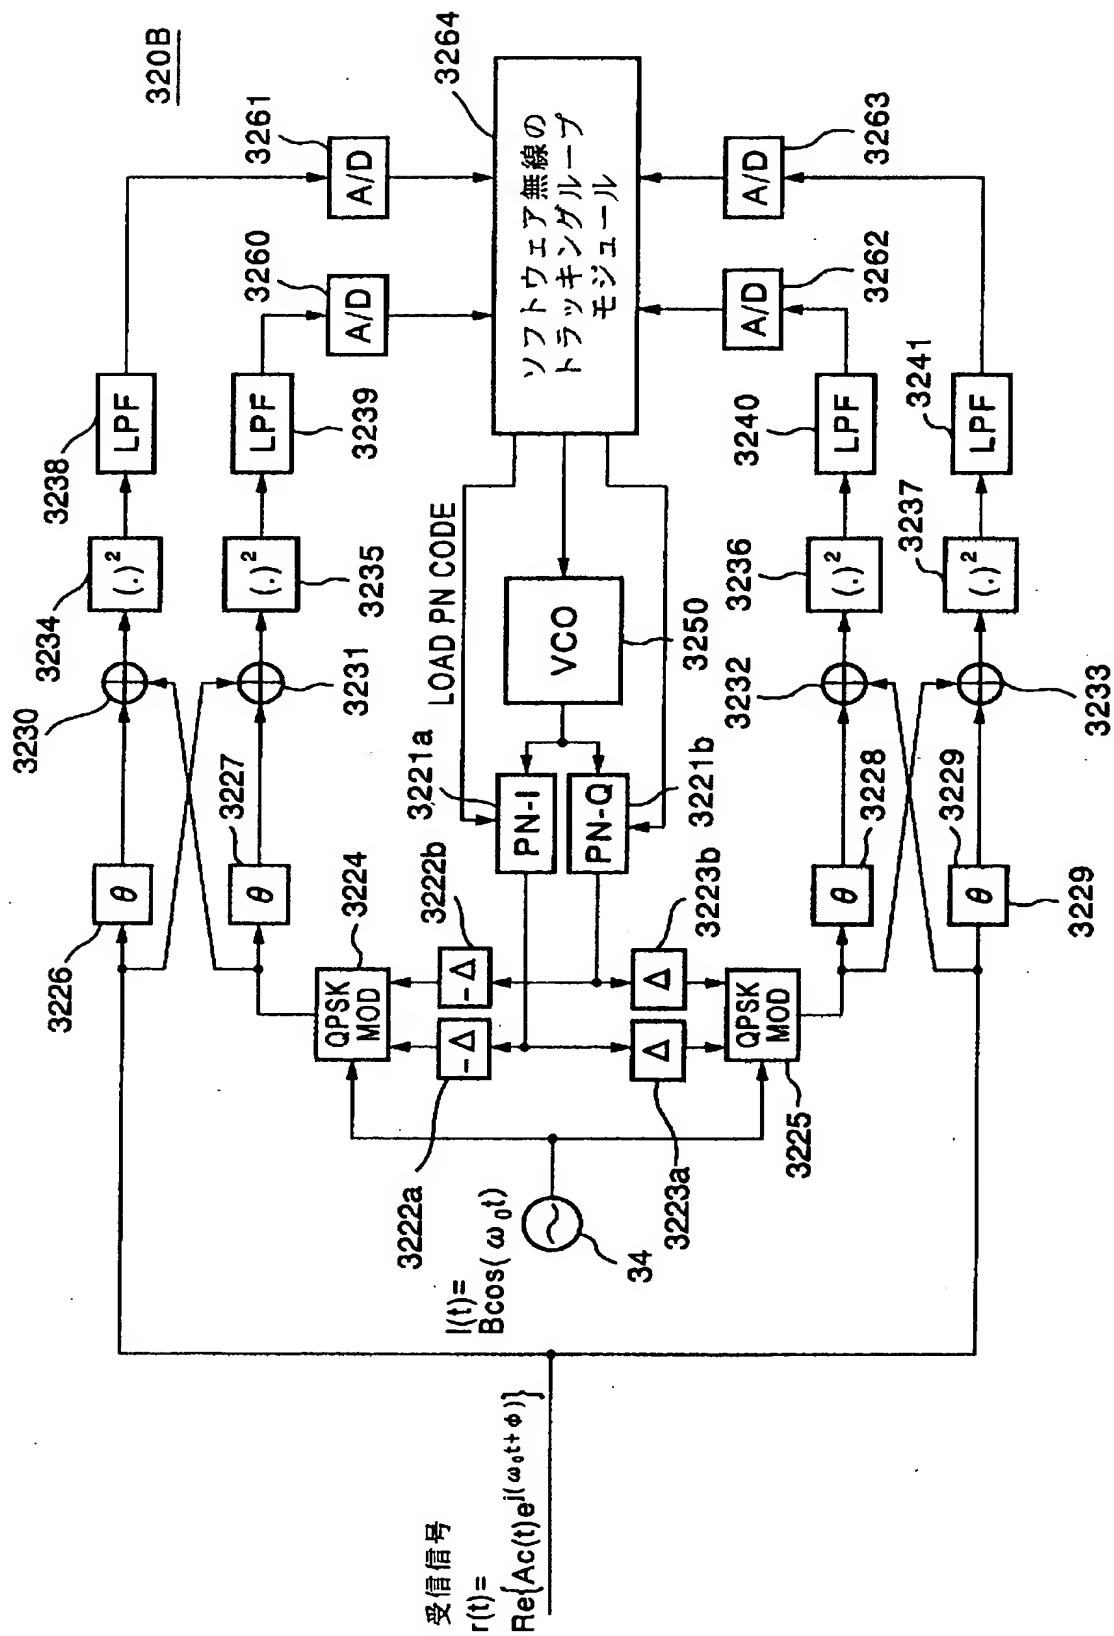 320B
3261
3264
3260
A/D
A/D
3238
LPF
3239
LPF
3234
(.)²
3235
(.)²
3230
3231
3226
θ
3227
θ
LOAD PN CODE
ソフトウェア無線の
トラッキングループ
モジュール
VCO
3250
3221a
PN-I
PN-Q
3221b
3224
QPSK
MOD
3222b
-Δ
3222a
-Δ
3223b
Δ
3223a
Δ
QPSK
MOD
3225
l(t)=
Bcos(ω₀t)
34
受信信号
r(t)=
Re{Ac(t)e^j(ω₀t+φ)}
3228
θ
3229
θ
3229
3232
3233
3236
(.)²
3237
(.)²
3240
LPF
3241
LPF
3262
A/D
3263
A/D